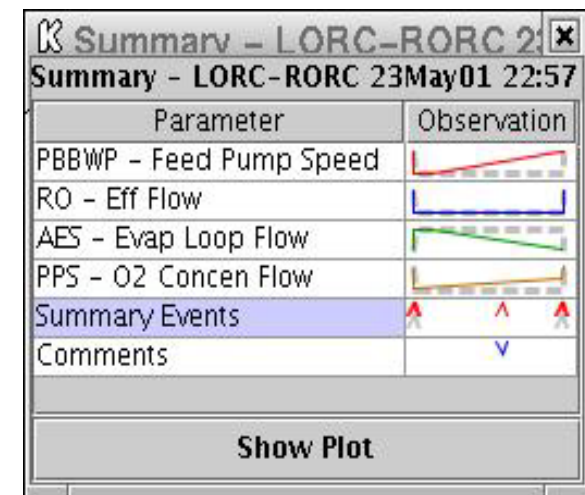 Summary - LORC-RORC 2
Summary - LORC-RORC 23May01 22:57
Parameter Observation
PBBWP - Feed Pump Speed
RO - Eff Flow
AES - Evap Loop Flow
PPS - O2 Concen Flow
Summary Events
Comments
Show Plot